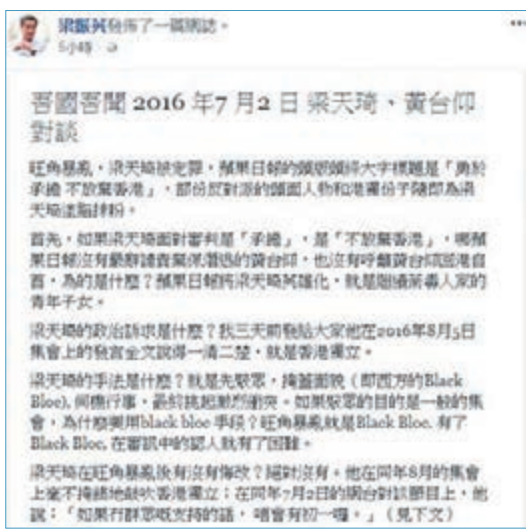 梁振英發佈了一篇網誌。
5小時
吾國吾聞 2016 年7 月2 日 梁天琦、黃台仰
對談
旺角暴亂，梁天琦被定罪，蘋果日報的頭版頭條大字標題是「勇於
承擔 不放棄香港」，部份反對派的頭面人物和港獨份子隨即為梁
天琦塗脂抹粉。
首先，如果梁天琦面對審判是「承擔」，是「不放棄香港」，哪蘋
果日報沒有嚴辭譴責棄保潛逃的黃台仰，也沒有呼籲黃台仰回港自
首，為的是什麼？蘋果日報將梁天琦英雄化，就是繼續荼毒人家的
青年子女。
梁天琦的政治訴求是什麼？我三天前發給大家他在2016年8月5日
集會上的發言全文說得一清二楚，就是香港獨立。
梁天琦的手法是什麼？就是先聚眾，掩蓋面貌（即西方的Black
Bloc), 伺機行事，最終挑起激烈衝突。如果聚眾的目的是一般的集
會，為什麼要用black bloc 手段？旺角暴亂就是Black Bloc. 有了
Black Bloc, 在審訊中的認人就有了困難。
梁天琦在旺角暴亂後有沒有悔改？絕對沒有。他在同年8月的集會
上毫不掩飾地鼓吹香港獨立；在同年7月2日的網台對談節目上，他
說：「如果冇群眾嘅支持的話，唔會有初一囉。」（見下文）